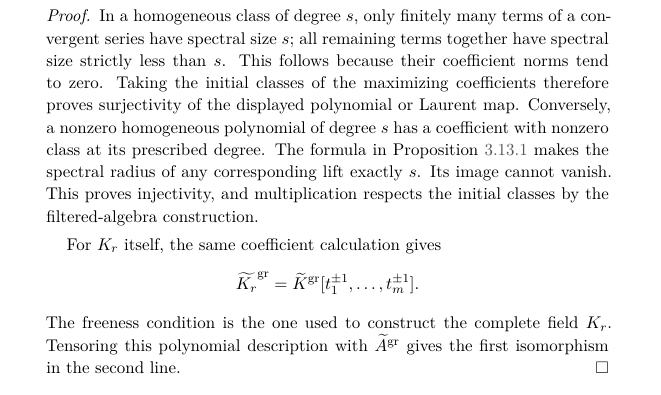 Proof. In a homogeneous class of degree s, only finitely many terms of a con-
vergent series have spectral size s; all remaining terms together have spectral
size strictly less than s. This follows because their coefficient norms tend
to zero. Taking the initial classes of the maximizing coefficients therefore
proves surjectivity of the displayed polynomial or Laurent map. Conversely,
a nonzero homogeneous polynomial of degree s has a coefficient with nonzero
class at its prescribed degree. The formula in Proposition 3.13.1 makes the
spectral radius of any corresponding lift exactly s. Its image cannot vanish.
This proves injectivity, and multiplication respects the initial classes by the
filtered-algebra construction.
For $K_r$ itself, the same coefficient calculation gives
$\widetilde{K_r}^{\mathrm{gr}} = \widetilde{K}^{\mathrm{gr}}[t_1^{\pm 1}, \ldots, t_m^{\pm 1}].$
The freeness condition is the one used to construct the complete field $K_r$.
Tensoring this polynomial description with $\widetilde{A}^{\mathrm{gr}}$ gives the first isomorphism
in the second line. □